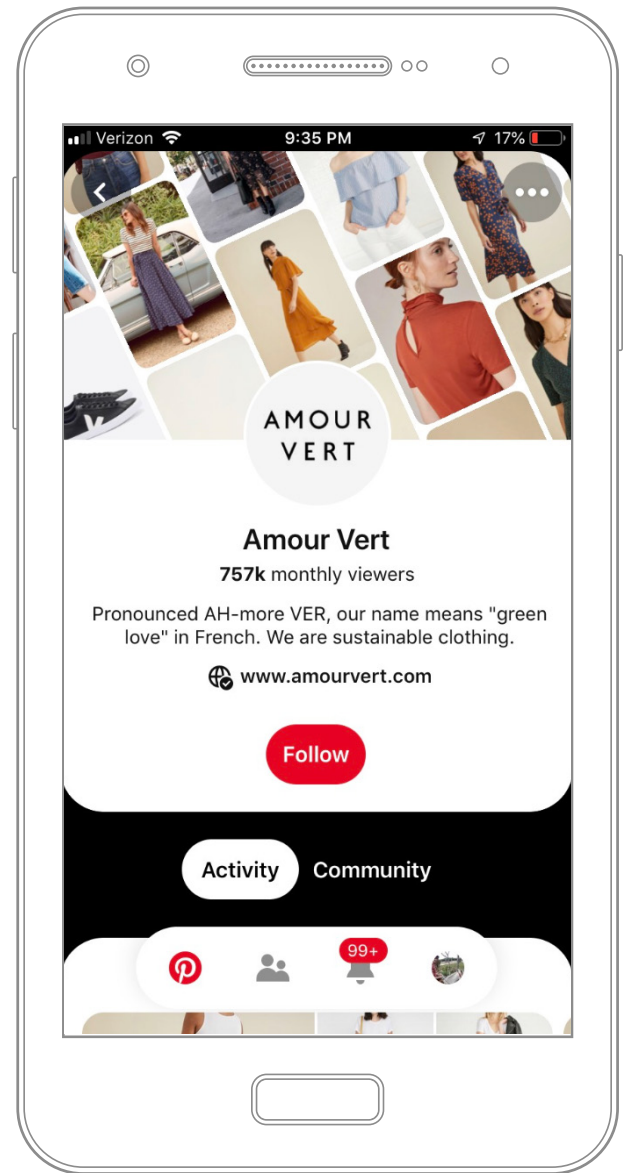 Verizon 9:35 PM 17%
AMOUR
VERT
Amour Vert
757k monthly viewers
Pronounced AH-more VER, our name means "green
love" in French. We are sustainable clothing.
www.amourvert.com
Follow
Activity Community
99+